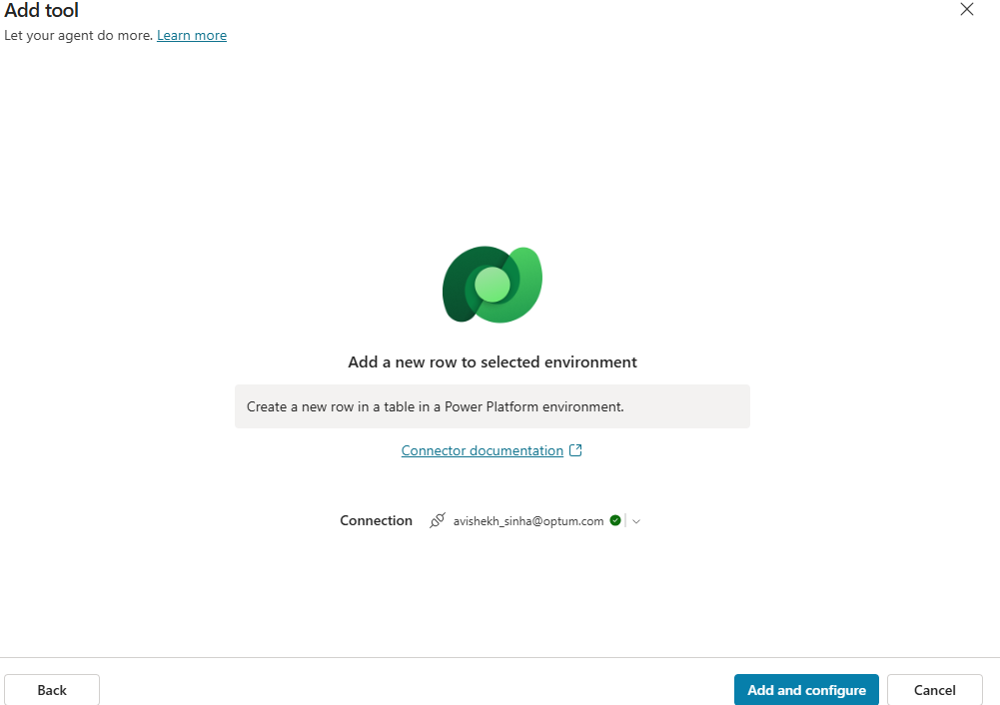 Add tool
Let your agent do more. Learn more
Add a new row to selected environment
Create a new row in a table in a Power Platform environment.
Connector documentation
Connection avishekh_sinha@optum.com
Back Add and configure Cancel